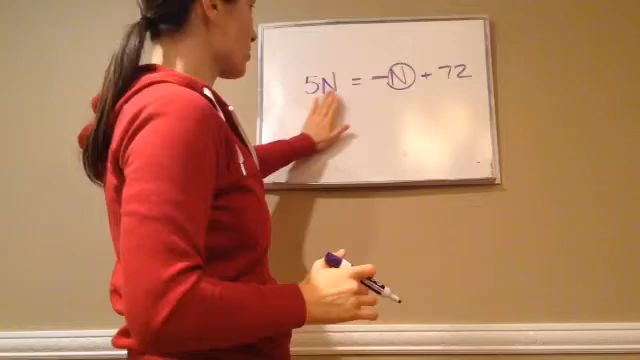 5N = -N + 72